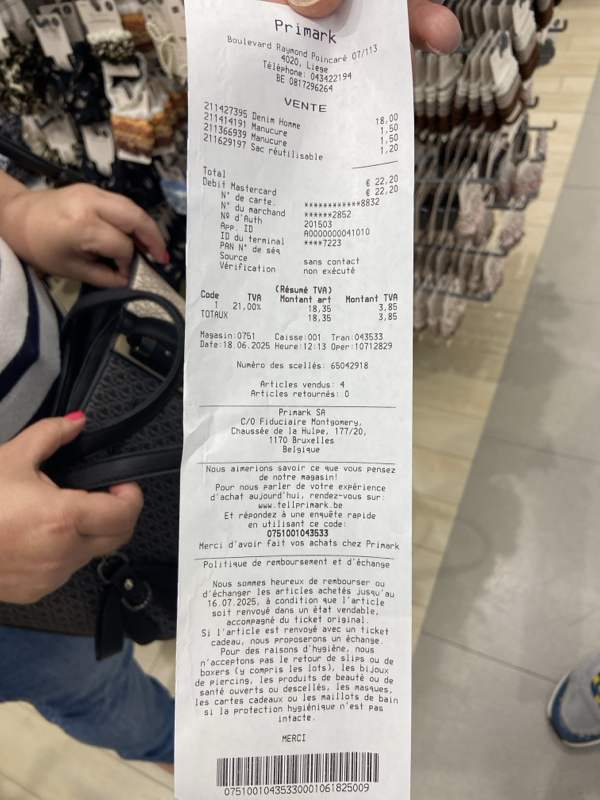 Primark
Boulevard Raymond Poincaré 07/113
4020, Liege
Téléphone: 043422194
BE 0817296264
VENTE
211427395 Denim Homme 18,00
211414191 Manucure 1,50
211366939 Manucure 1,50
211629197 Sac réutilisable 1,20
Total € 22,20
Debit Mastercard € 22,20
N° de carte. ************8832
N° du marchand ******2852
Nº d'Auth 201503
App. ID A0000000041010
ID du terminal ****7223
PAN N° de séq
Source sans contact
Vérification non exécuté
(Résumé TVA)
Code TVA Montant art Montant TVA
1 21,00% 18,35 3,85
TOTAUX 18,35 3,85
Magasin:0751 Caisse:001 Tran:043533
Date:18.06.2025 Heure:12:13 Oper:10712829
Numéro des scellés: 65042918
Articles vendus: 4
Articles retournés: 0
Primark SA
C/O Fiduciaire Montgomery,
Chaussée de la Hulpe, 177/20,
1170 Bruxelles
Belgique
Nous aimerions savoir ce que vous pensez
de notre magasin!
Pour nous parler de votre expérience
d'achat aujourd'hui, rendez-vous sur:
www.tellprimark.be
Et répondez à une enquête rapide
en utilisant ce code:
0751001043533
Merci d'avoir fait vos achats chez Primark
Politique de remboursement et d'échange
Nous sommes heureux de rembourser ou
d'échanger les articles achetés jusqu'au
16.07.2025, à condition que l'article
soit renvoyé dans un état vendable,
accompagné du ticket original.
Si l'article est renvoyé avec un ticket
cadeau, nous proposerons un échange.
Pour des raisons d'hygiène, nous
n'acceptons pas le retour de slips ou de
boxers (y compris les lots), les bijoux
de piercing, les produits de beauté ou de
santé ouverts ou descellés, les masques,
les cartes cadeaux ou les maillots de bain
si la protection hygiénique n'est pas
intacte.
MERCI
07510010435330001061825009